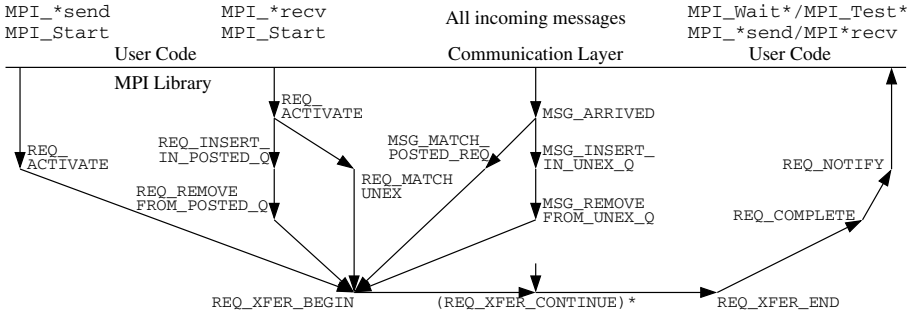 MPI_*send MPI_*recv All incoming messages MPI_Wait*/MPI_Test*
MPI_Start MPI_Start MPI_*send/MPI*recv
User Code Communication Layer User Code
MPI Library
REQ_
ACTIVATE
MSG_ARRIVED
REQ_
ACTIVATE
REQ_INSERT_
IN_POSTED_Q
REQ_MATCH
UNEX
MSG_MATCH_
POSTED_REQ
MSG_INSERT_
IN_UNEX_Q
REQ_NOTIFY
REQ_REMOVE
FROM_POSTED_Q
MSG_REMOVE
FROM_UNEX_Q
REQ_COMPLETE
REQ_XFER_BEGIN (REQ_XFER_CONTINUE)* REQ_XFER_END